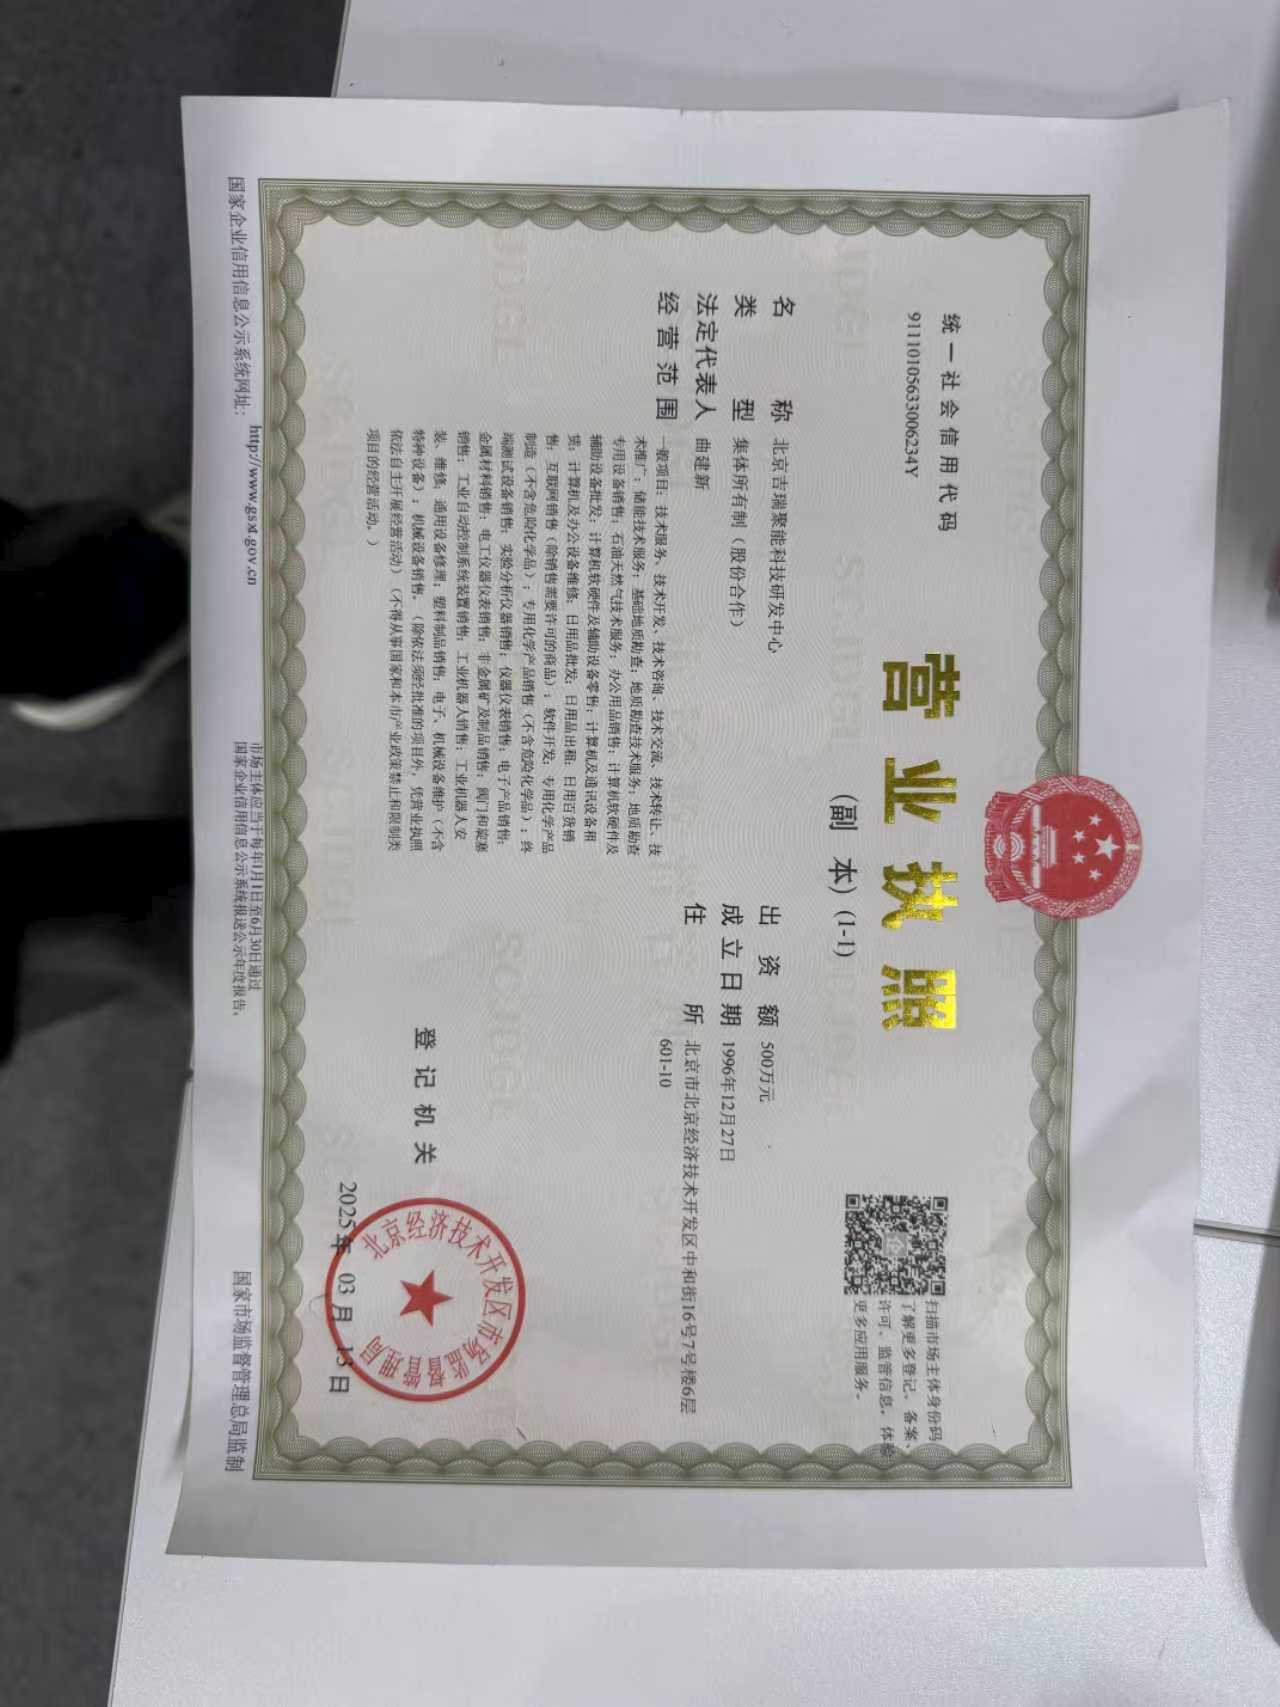 统一社会信用代码
91110105633006234Y
营业执照
(副 本) (1-1)
扫描市场主体身份码
了解更多登记、备案、
许可、监管信息，体验
更多应用服务。
名称 北京吉瑞聚能科技研发中心
类型 集体所有制（股份合作）
法定代表人 曲建新
经营范围 一般项目：技术服务、技术开发、技术咨询、技术交流、技术转让、技
术推广；储能技术服务；基础地质勘查；地质勘查技术服务；地质勘查
专用设备销售；石油天然气技术服务；办公用品销售；计算机软硬件及
辅助设备批发；计算机软硬件及辅助设备零售；计算机及通讯设备租
赁；计算机及办公设备维修；日用品批发；日用品出租；日用百货销
售；互联网销售（除销售需要许可的商品）；软件开发；专用化学产品
制造（不含危险化学品）；专用化学产品销售（不含危险化学品）；终
端测试设备销售；实验分析仪器销售；仪器仪表销售；电子产品销售；
金属材料销售；电工仪器仪表销售；非金属矿及制品销售；阀门和旋塞
销售；工业自动控制系统装置销售；工业机器人销售；工业机器人安
装、维修；通用设备修理；塑料制品销售；电子、机械设备维护（不含
特种设备）；机械设备销售。（除依法须经批准的项目外，凭营业执照
依法自主开展经营活动）（不得从事国家和本市产业政策禁止和限制类
项目的经营活动。）
出资额 500万元
成立日期 1996年12月27日
住所 北京市北京经济技术开发区中和街16号7号楼6层
601-10
登记机关
北京经济技术开发区市场监督管理局
2025年 03月 13日
国家企业信用信息公示系统网址： http://www.gsxt.gov.cn
市场主体应当于每年1月1日至6月30日通过
国家企业信用信息公示系统报送公示年度报告。
国家市场监督管理总局监制